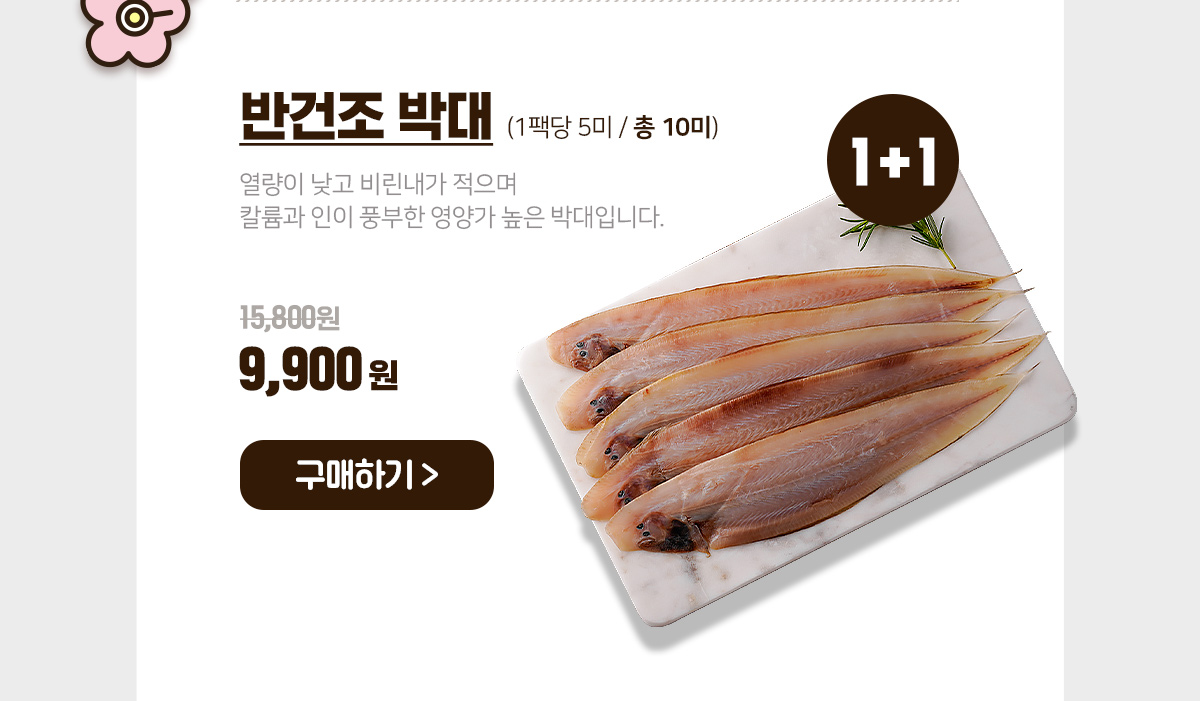 반건조 박대 (1팩당 5미 / 총 10미)
1+1
열량이 낮고 비린내가 적으며
칼륨과 인이 풍부한 영양가 높은 박대입니다.
15,800원
9,900 원
구매하기 >